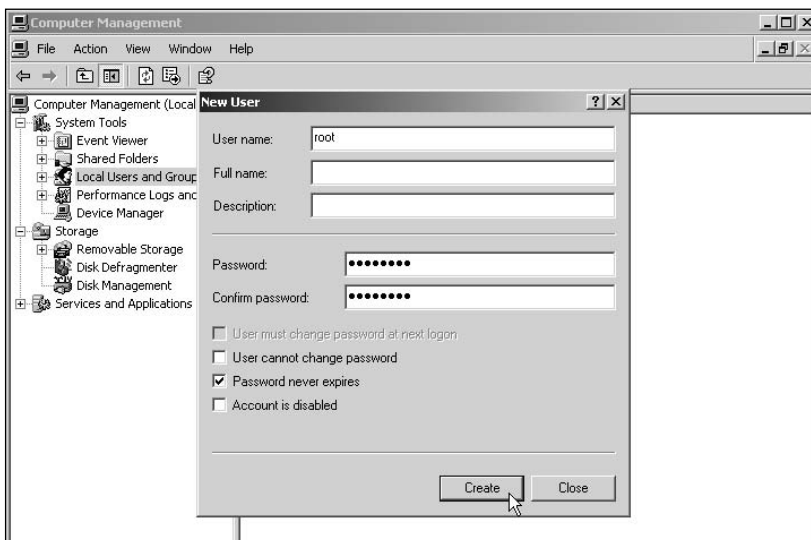 Computer Management
File Action View Window Help
Computer Management (Local
System Tools
Event Viewer
Shared Folders
Local Users and Group
Performance Logs and
Device Manager
Storage
Removable Storage
Disk Defragmenter
Disk Management
Services and Applications
New User
User name: root
Full name:
Description:
Password: ●●●●●●●●
Confirm password: ●●●●●●●●
User must change password at next logon
User cannot change password
Password never expires
Account is disabled
Create Close